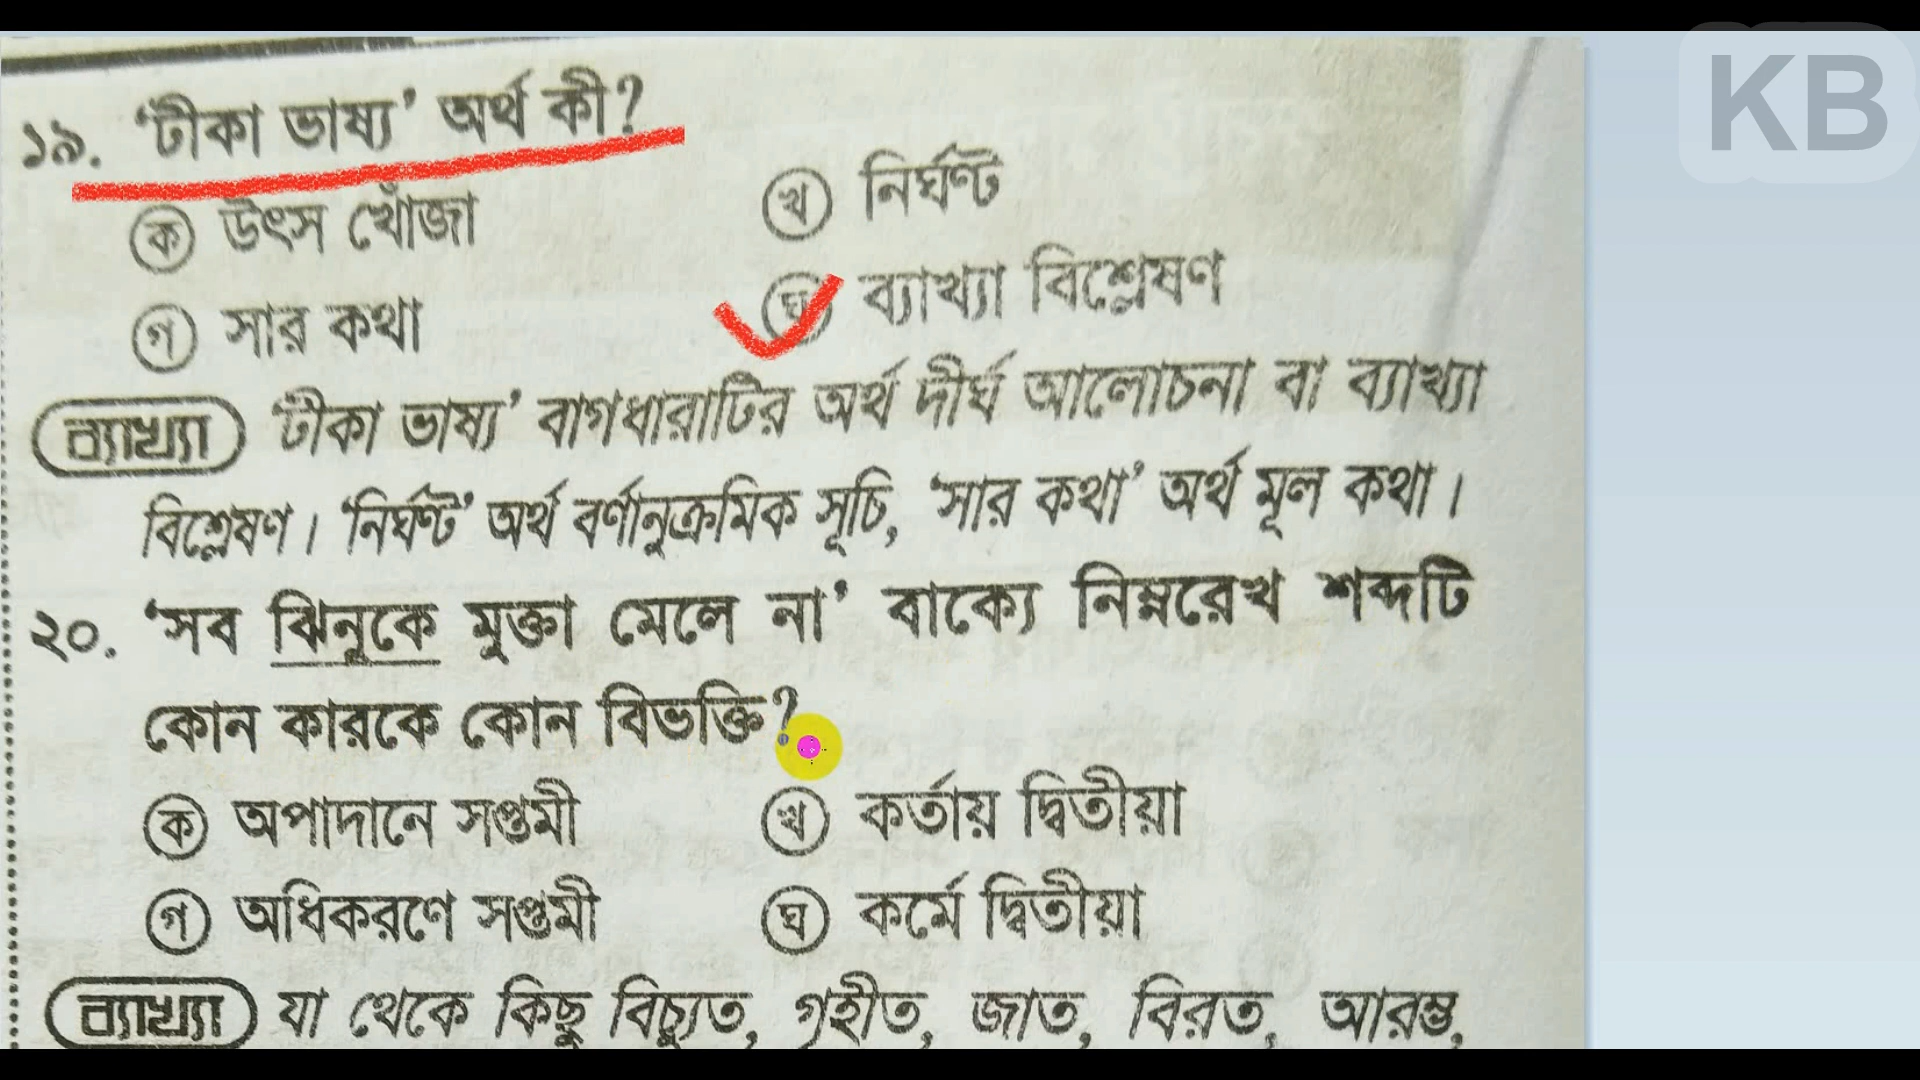 KB
১৯. ‘টীকা ভাষ্য’ অর্থ কী?
ক উৎস খোঁজা
খ নির্ঘণ্ট
গ সার কথা
ঘ ব্যাখ্যা বিশ্লেষণ
ব্যাখ্যা ‘টীকা ভাষ্য’ বাগধারাটির অর্থ দীর্ঘ আলোচনা বা ব্যাখ্যা
বিশ্লেষণ। ‘নির্ঘণ্ট’ অর্থ বর্ণানুক্রমিক সূচি, ‘সার কথা’ অর্থ মূল কথা।
২০. ‘সব ঝিনুকে মুক্তা মেলে না’ বাক্যে নিম্নরেখ শব্দটি
কোন কারকে কোন বিভক্তি?
ক অপাদানে সপ্তমী
খ কর্তায় দ্বিতীয়া
গ অধিকরণে সপ্তমী
ঘ কর্মে দ্বিতীয়া
ব্যাখ্যা যা থেকে কিছু বিচ্যুত, গৃহীত, জাত, বিরত, আরম্ভ,